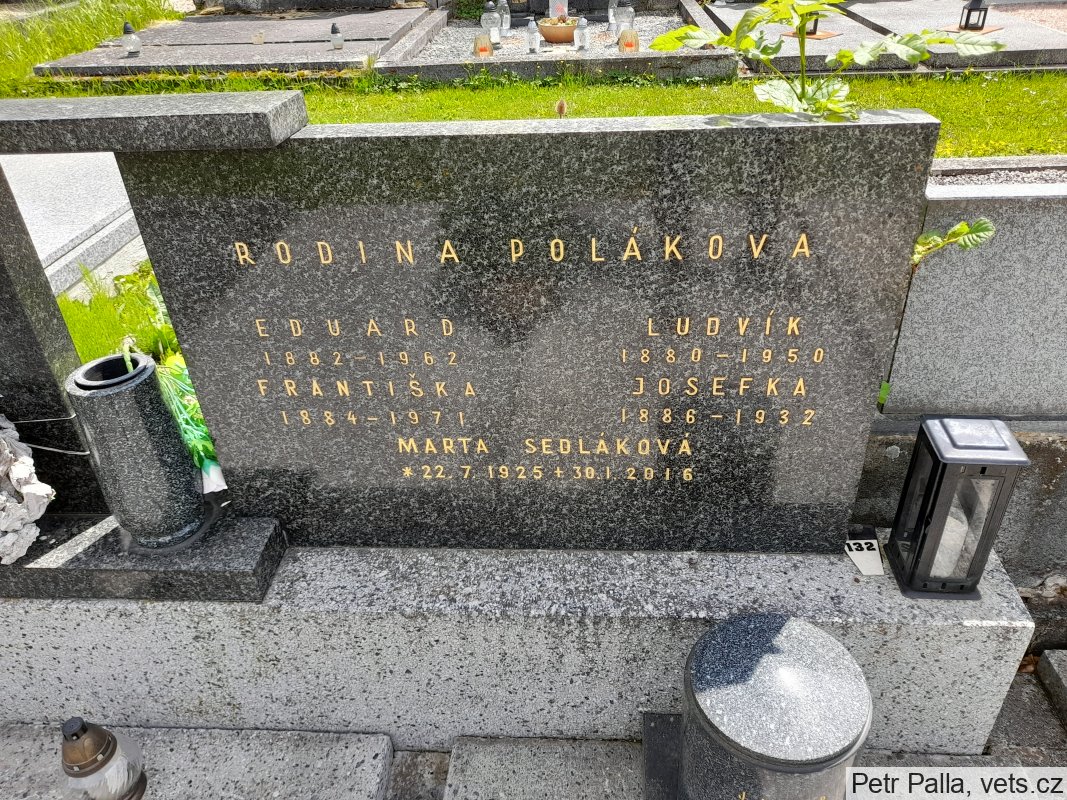 RODINA POLÁKOVA
EDUARD
1882-1962
FRANTIŠKA
1884-1971
LUDVÍK
1880-1950
JOSEFKA
1886-1932
MARTA SEDLÁKOVÁ
*22.7.1925 +30.1.2016
132
Petr Palla, vets.cz